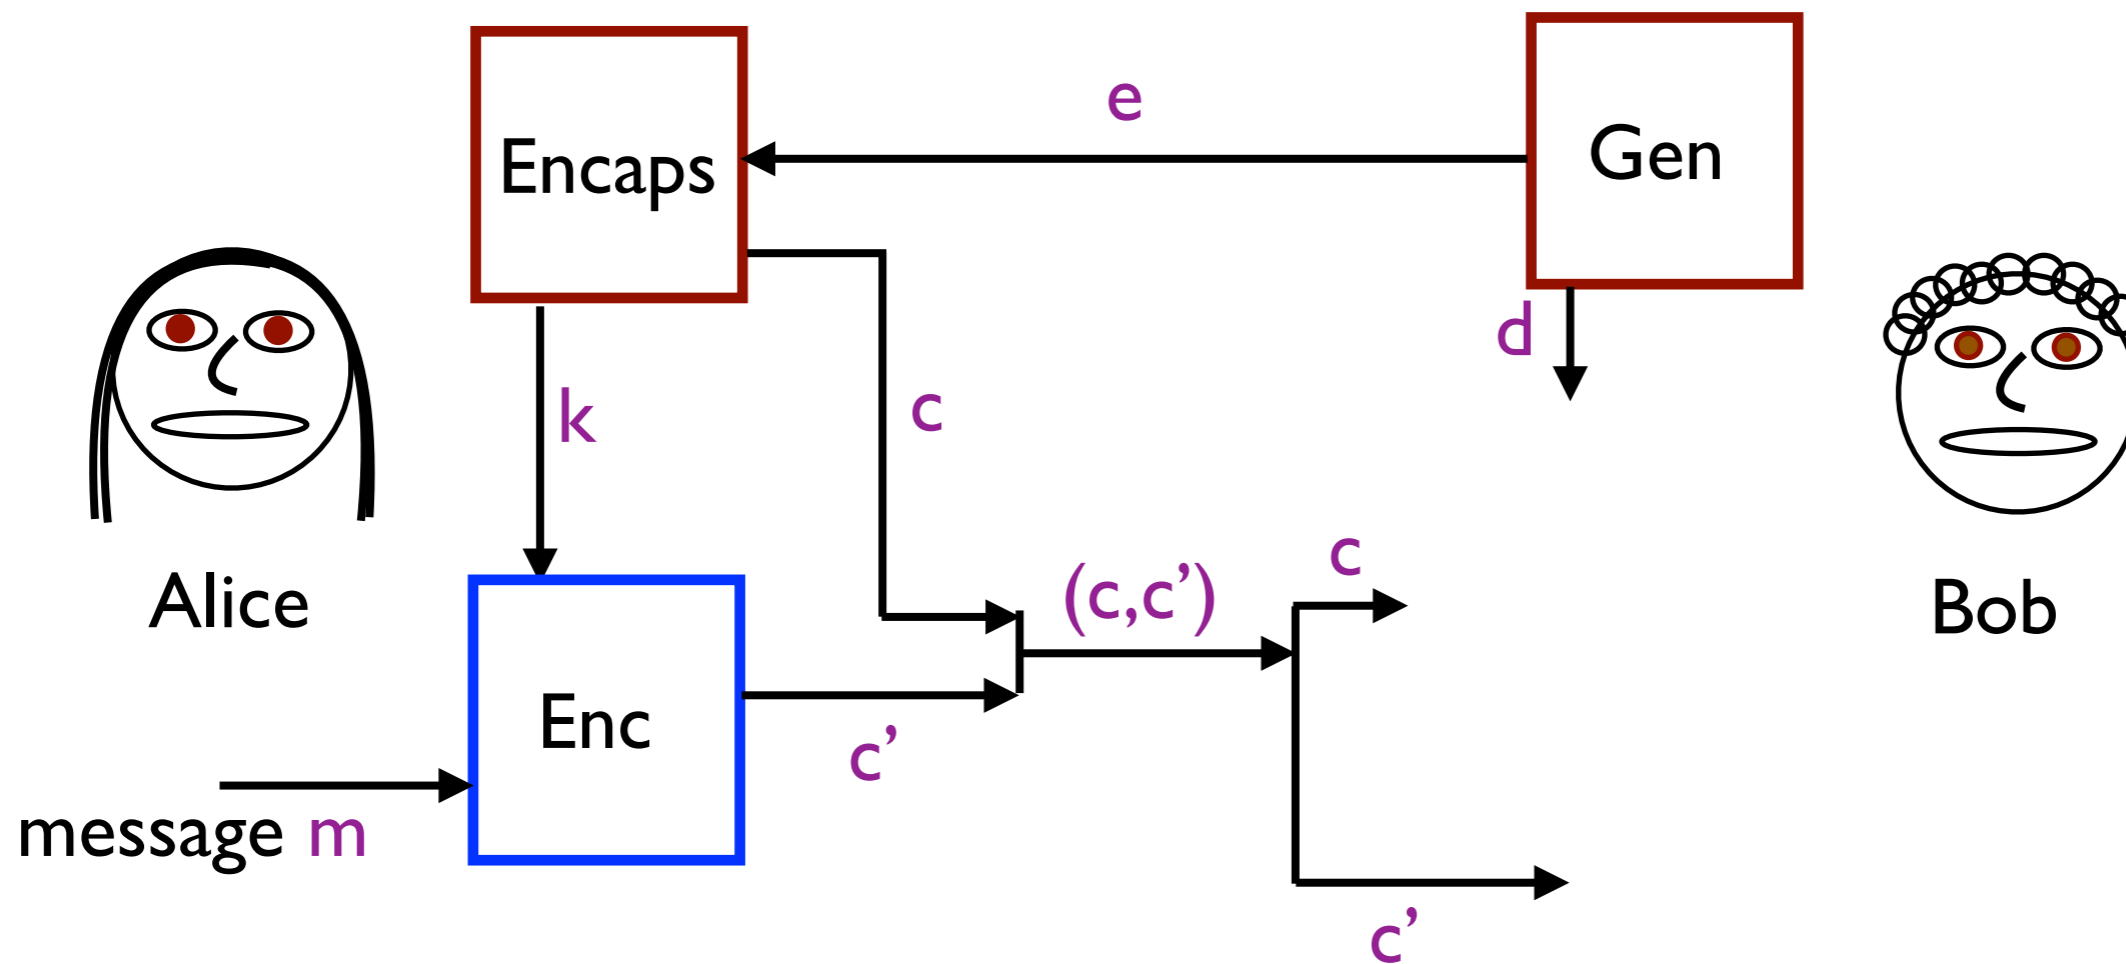 e
Encaps
Gen
d
k
c
c
(c,c’)
Alice
Bob
Enc
c’
message m
c’